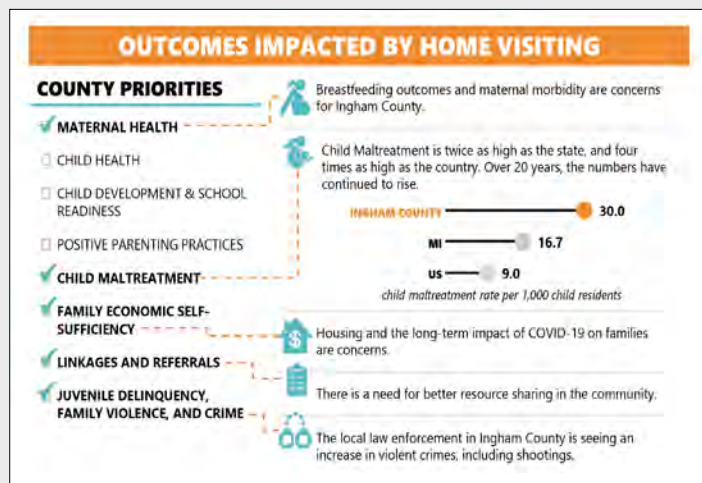 OUTCOMES IMPACTED BY HOME VISITING
COUNTY PRIORITIES
MATERNAL HEALTH
CHILD HEALTH
CHILD DEVELOPMENT & SCHOOL
READINESS
POSITIVE PARENTING PRACTICES
CHILD MALTREATMENT
FAMILY ECONOMIC SELF-
SUFFICIENCY
LINKAGES AND REFERRALS
JUVENILE DELINQUENCY,
FAMILY VIOLENCE, AND CRIME
Breastfeeding outcomes and maternal morbidity are concerns
for Ingham County.
Child Maltreatment is twice as high as the state, and four
times as high as the country. Over 20 years, the numbers have
continued to rise.
INGHAM COUNTY 30.0
MI 16.7
US 9.0
child maltreatment rate per 1,000 child residents
$
Housing and the long-term impact of COVID-19 on families
are concerns.
There is a need for better resource sharing in the community.
The local law enforcement in Ingham County is seeing an
increase in violent crimes, including shootings.